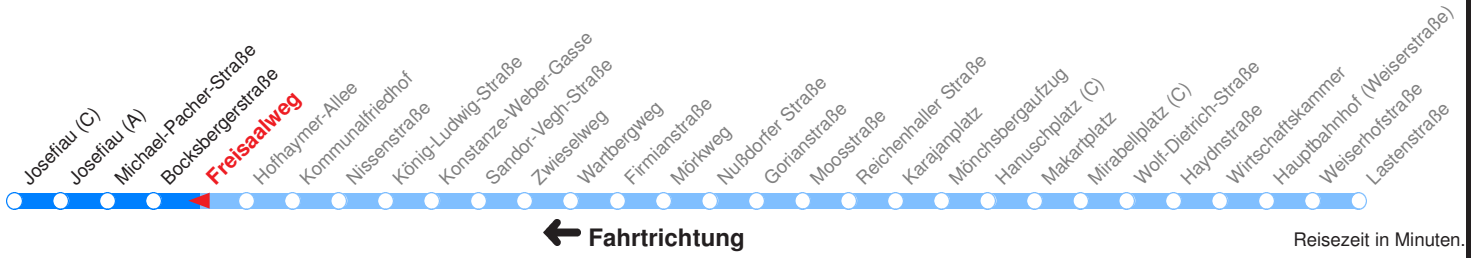 Josefiau (C)
Josefiau (A)
Michael-Pacher-Straße
Bocksbergerstraße
Freisaalweg
Hofhaymer-Allee
Kommunalfriedhof
Nissenstraße
König-Ludwig-Straße
Konstanze-Weber-Gasse
Sandor-Vegh-Straße
Zwieselweg
Wartbergweg
Firmianstraße
Mörkweg
Nußdorfer Straße
Gorianstraße
Moosstraße
Reichenhaller Straße
Karajanplatz
Mönchsbergaufzug
Hanuschplatz (C)
Makartplatz
Mirabellplatz (C)
Wolf-Dietrich-Straße
Haydnstraße
Wirtschaftskammer
Hauptbahnhof (Weiserstraße)
Weiserhofstraße
Lastenstraße
Fahrtrichtung
Reisezeit in Minuten.